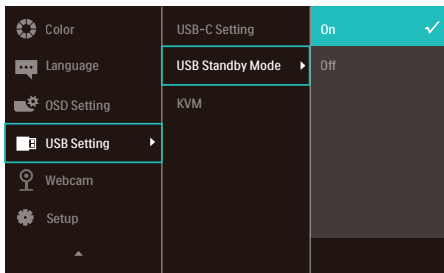 Color
Language
OSD Setting
USB Setting
Webcam
Setup
USB-C Setting
USB Standby Mode
KVM
On
Off